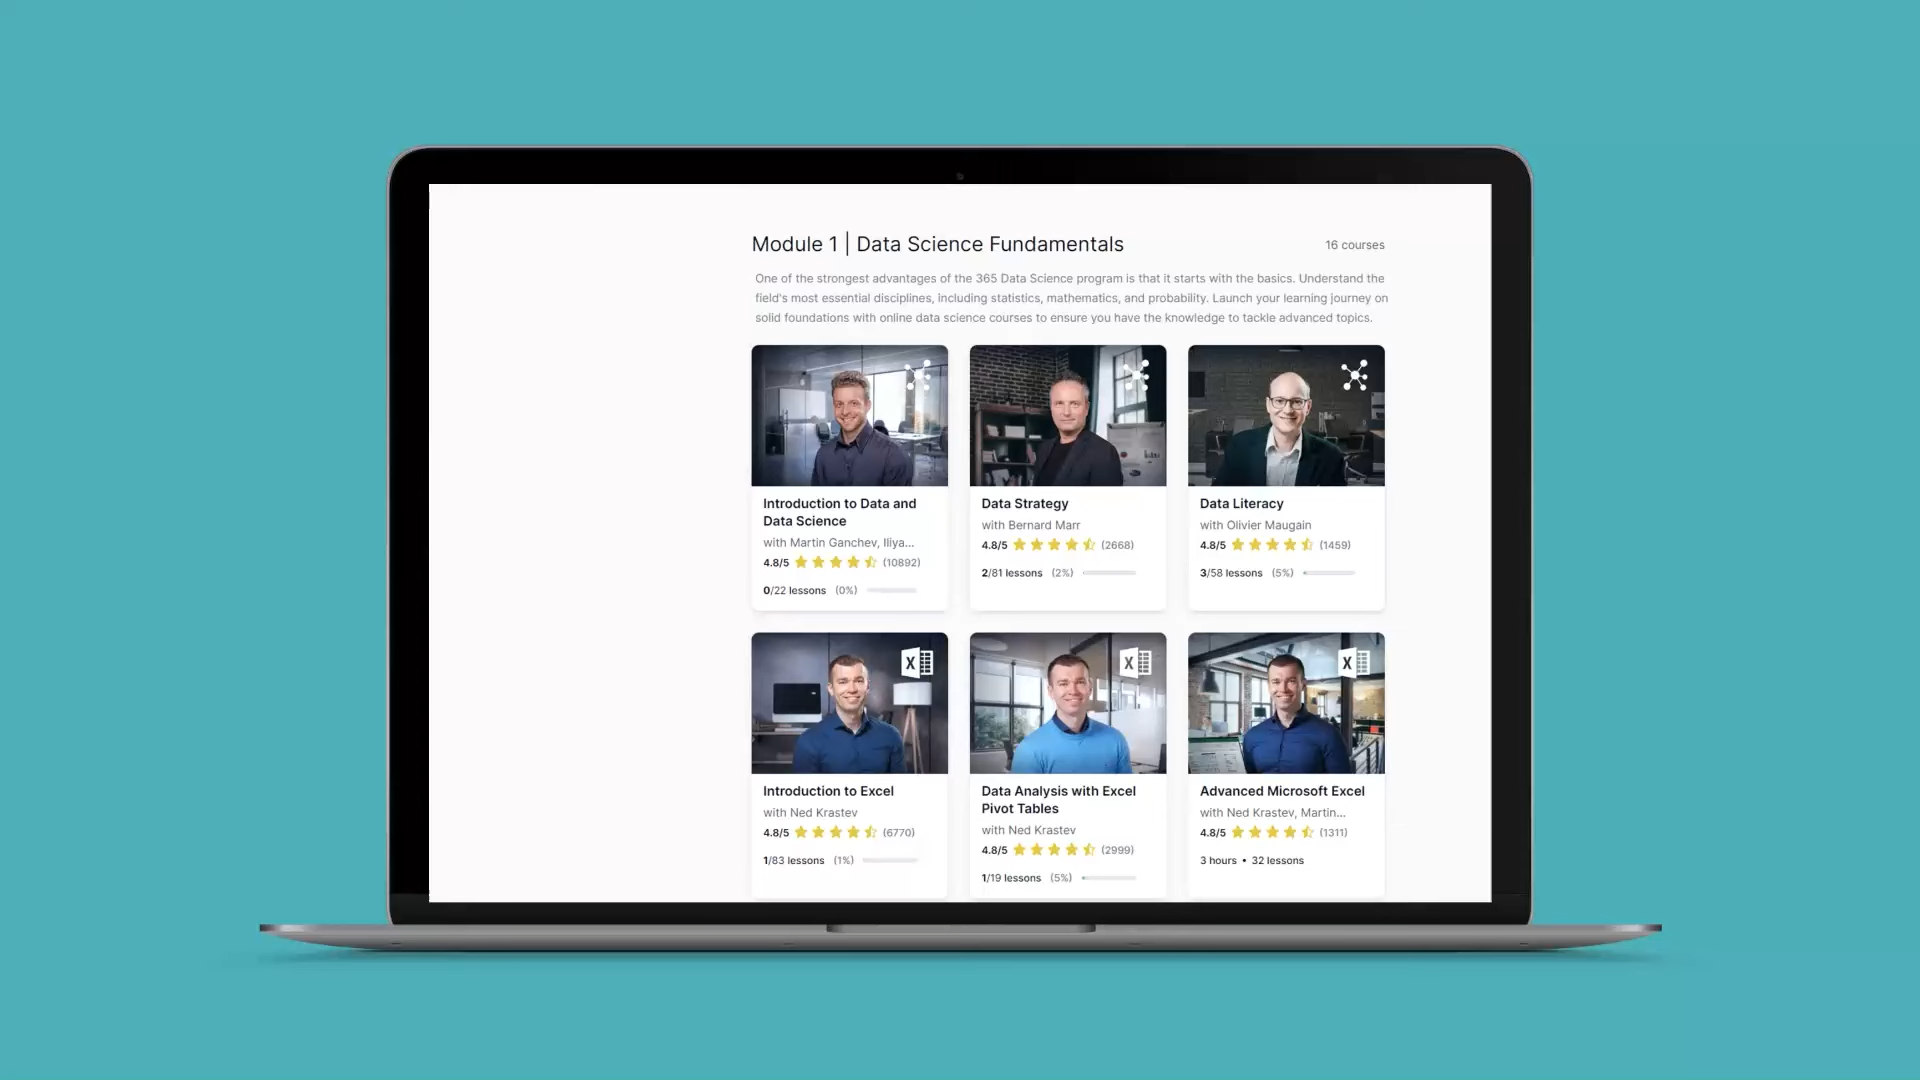 Module 1 | Data Science Fundamentals
16 courses
One of the strongest advantages of the 365 Data Science program is that it starts with the basics. Understand the
field's most essential disciplines, including statistics, mathematics, and probability. Launch your learning journey on
solid foundations with online data science courses to ensure you have the knowledge to tackle advanced topics.
Introduction to Data and
Data Science
with Martin Ganchev, Iliya...
4.8/5 (10892)
0/22 lessons (0%)
Data Strategy
with Bernard Marr
4.8/5 (2668)
2/81 lessons (2%)
Data Literacy
with Olivier Maugain
4.8/5 (1459)
3/58 lessons (5%)
X
Introduction to Excel
with Ned Krastev
4.8/5 (6770)
1/83 lessons (1%)
X
Data Analysis with Excel
Pivot Tables
with Ned Krastev
4.8/5 (2999)
1/19 lessons (5%)
X
Advanced Microsoft Excel
with Ned Krastev, Martin...
4.8/5 (1311)
3 hours • 32 lessons